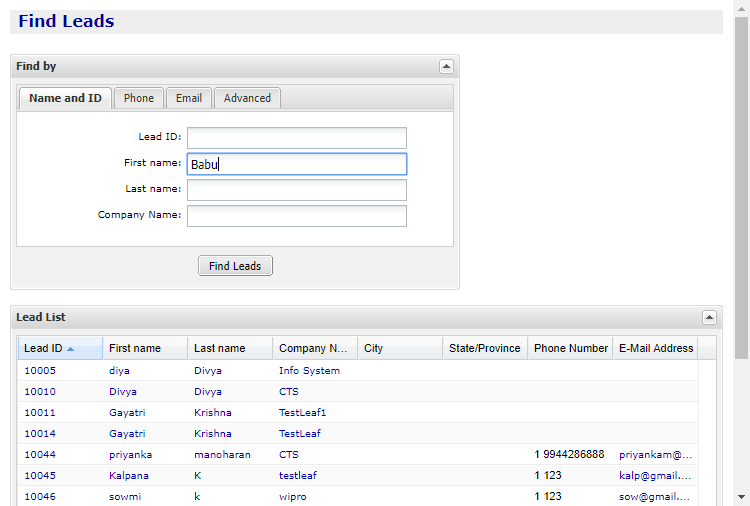 Find Leads
Find by
Name and ID Phone Email Advanced
Lead ID:
First name: Babu
Last name:
Company Name:
Find Leads
Lead List
Lead ID First name Last name Company N... City State/Province Phone Number E-Mail Address
10005 diya Divya Info System
10010 Divya Divya CTS
10011 Gayatri Krishna TestLeaf1
10014 Gayatri Krishna TestLeaf
10044 priyanka manoharan CTS 1 9944286888 priyankam@...
10045 Kalpana K testleaf 1 123 kalp@gmail....
10046 sowmi k wipro 1 123 sow@gmail....